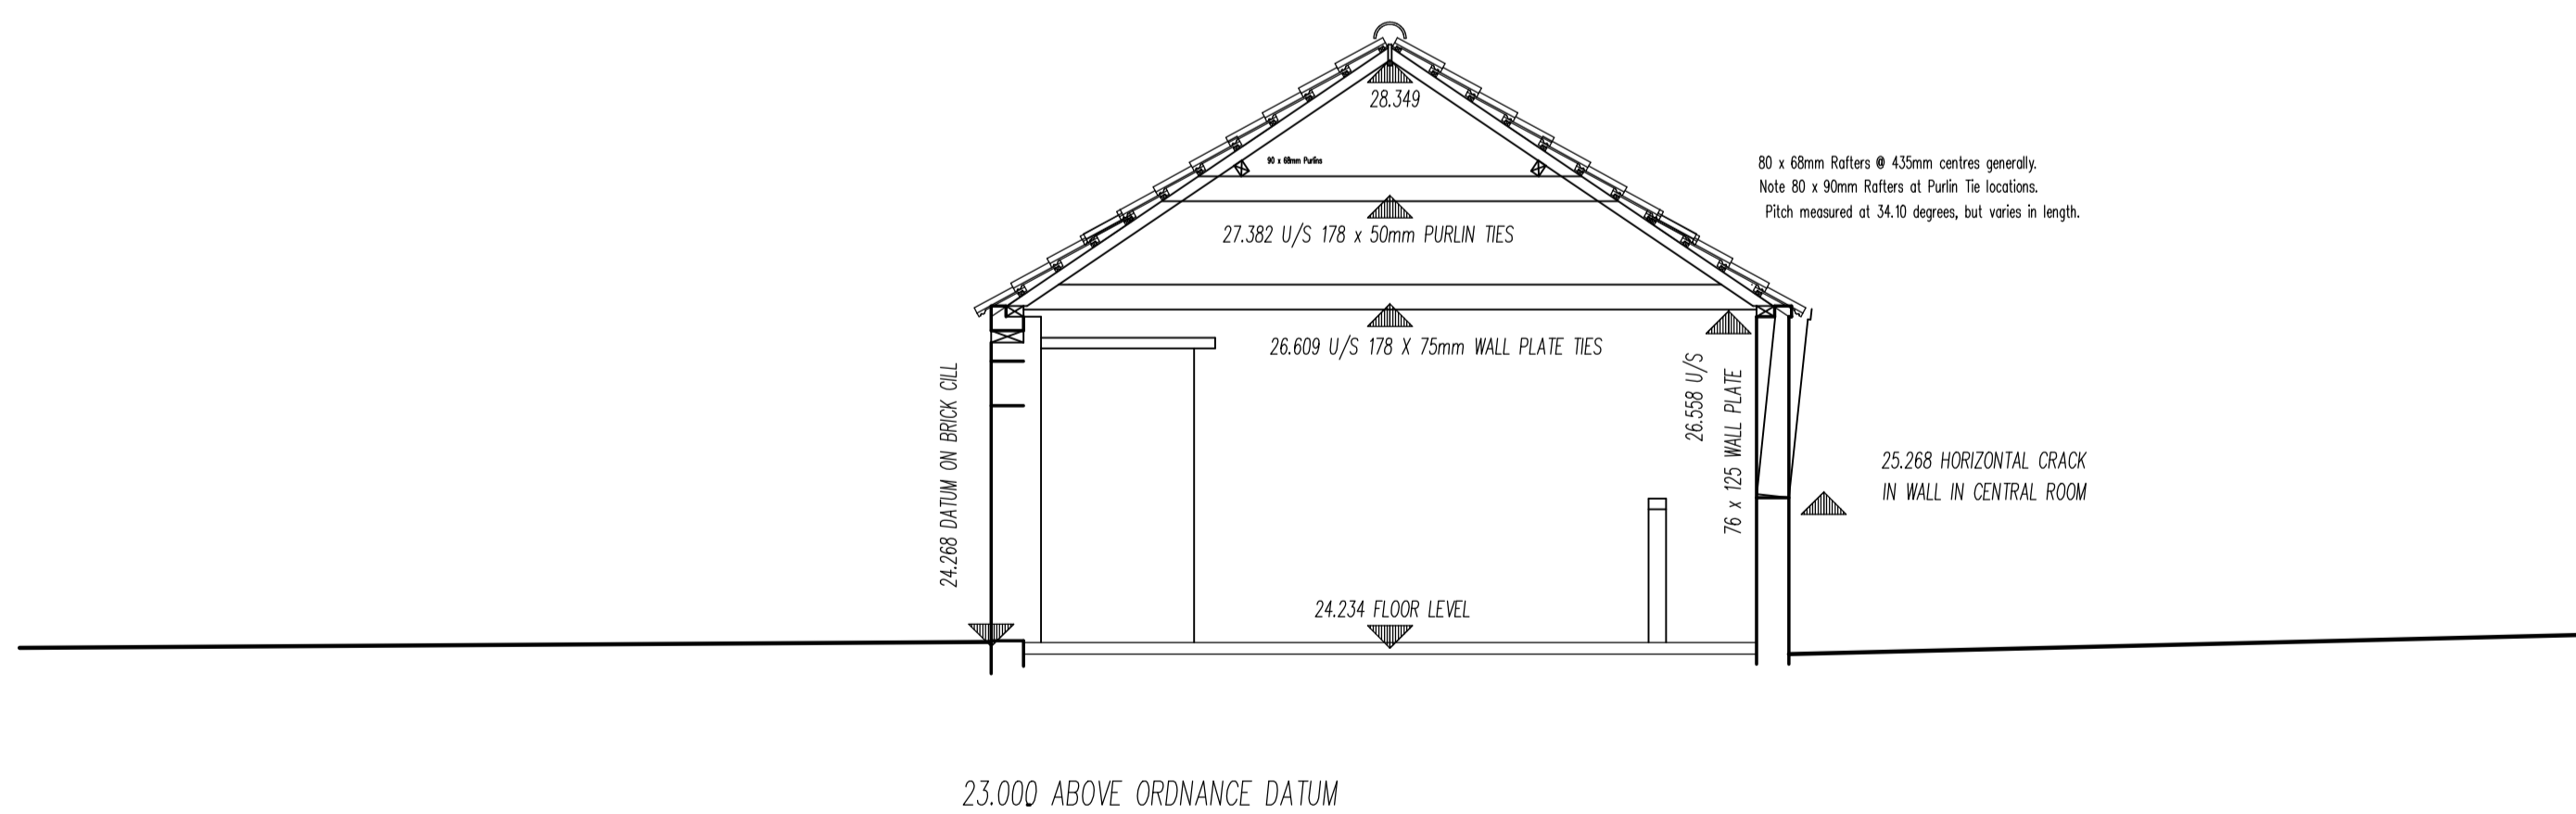 28.349
90 x 68mm Purlins
80 x 68mm Rafters @ 435mm centres generally.
Note 80 x 90mm Rafters at Purlin Tie locations.
Pitch measured at 34.10 degrees, but varies in length.
27.382 U/S 178 x 50mm PURLIN TIES
26.609 U/S 178 X 75mm WALL PLATE TIES
24.268 DATUM ON BRICK CILL
26.558 U/S
76 x 125 WALL PLATE
25.268 HORIZONTAL CRACK
IN WALL IN CENTRAL ROOM
24.234 FLOOR LEVEL
23.000 ABOVE ORDNANCE DATUM